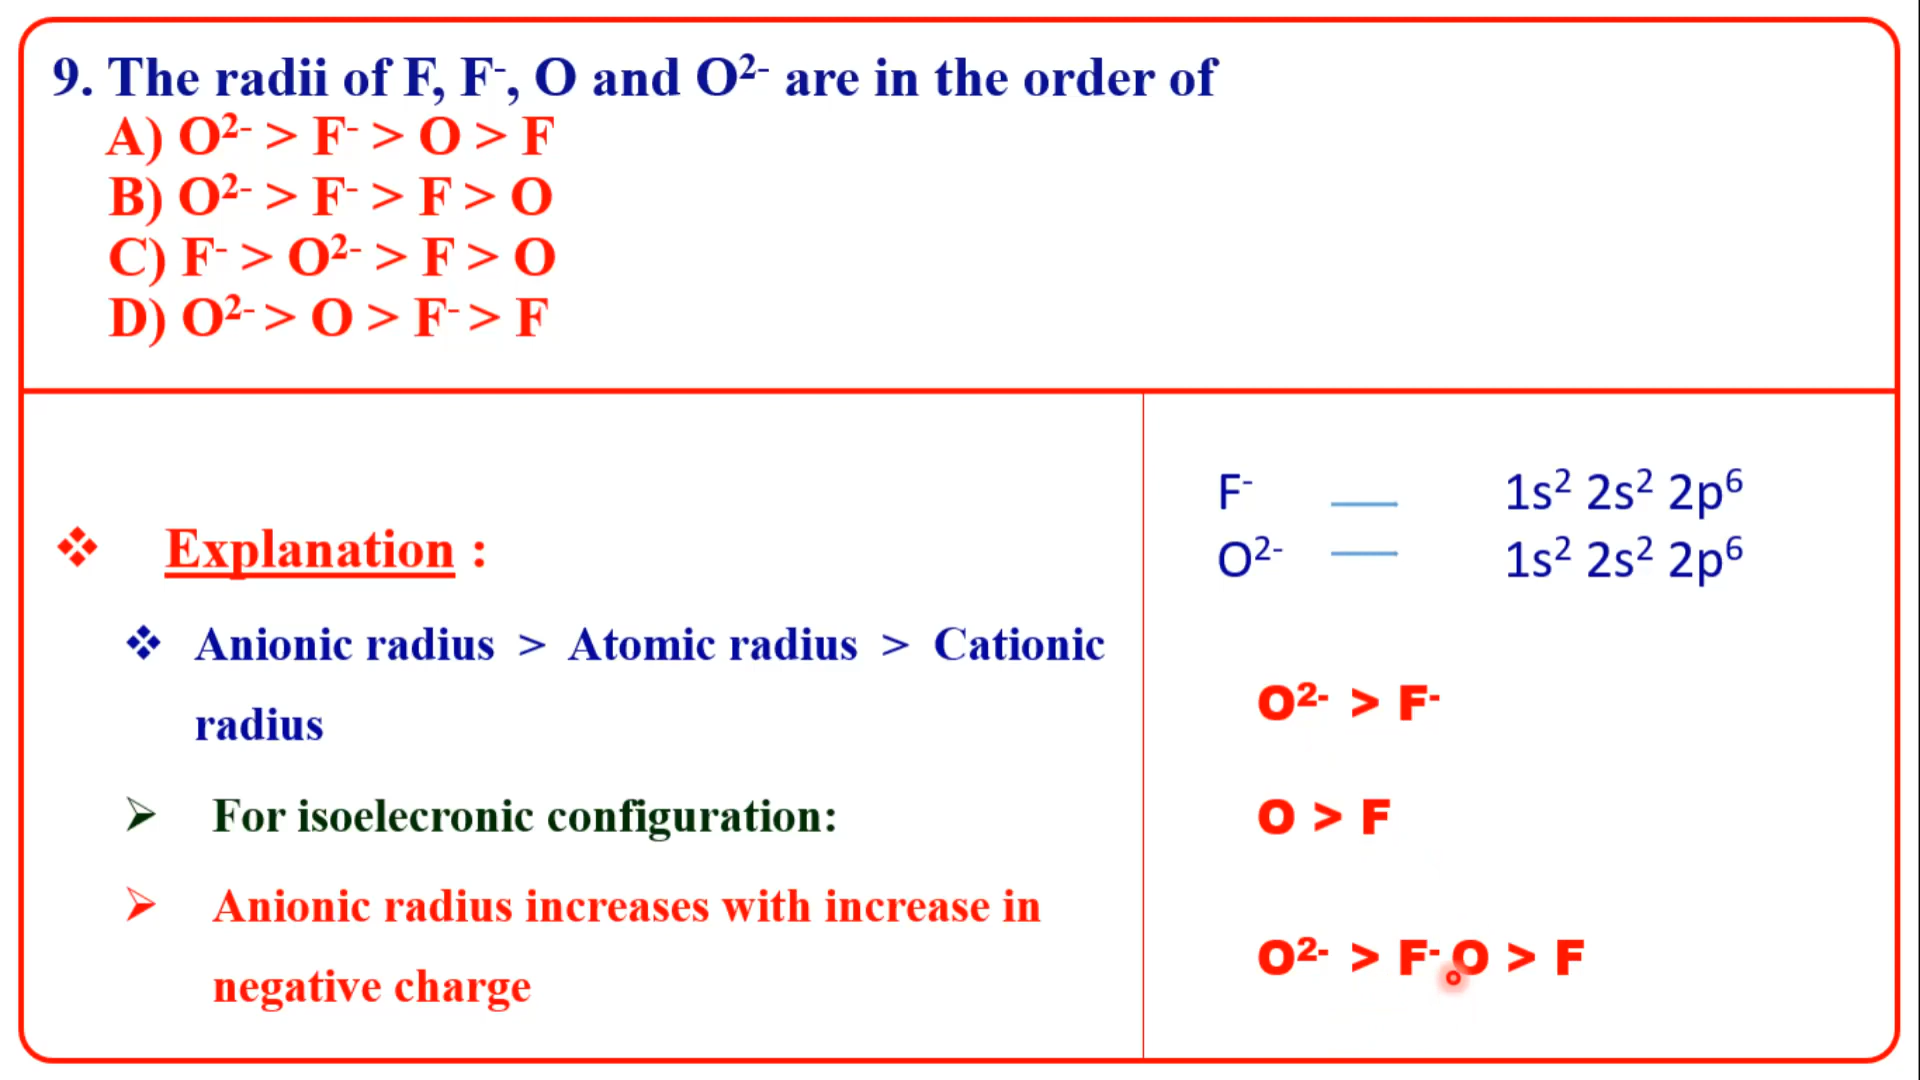 9. The radii of F, F⁻, O and O²⁻ are in the order of
A) O²⁻ > F⁻ > O > F
B) O²⁻ > F⁻ > F > O
C) F⁻ > O²⁻ > F > O
D) O²⁻ > O > F⁻ > F
Explanation :
Anionic radius > Atomic radius > Cationic
radius
For isoelecronic configuration:
Anionic radius increases with increase in
negative charge
F⁻ 1s² 2s² 2p⁶
O²⁻ 1s² 2s² 2p⁶
O²⁻ > F⁻
O > F
O²⁻ > F⁻ O > F